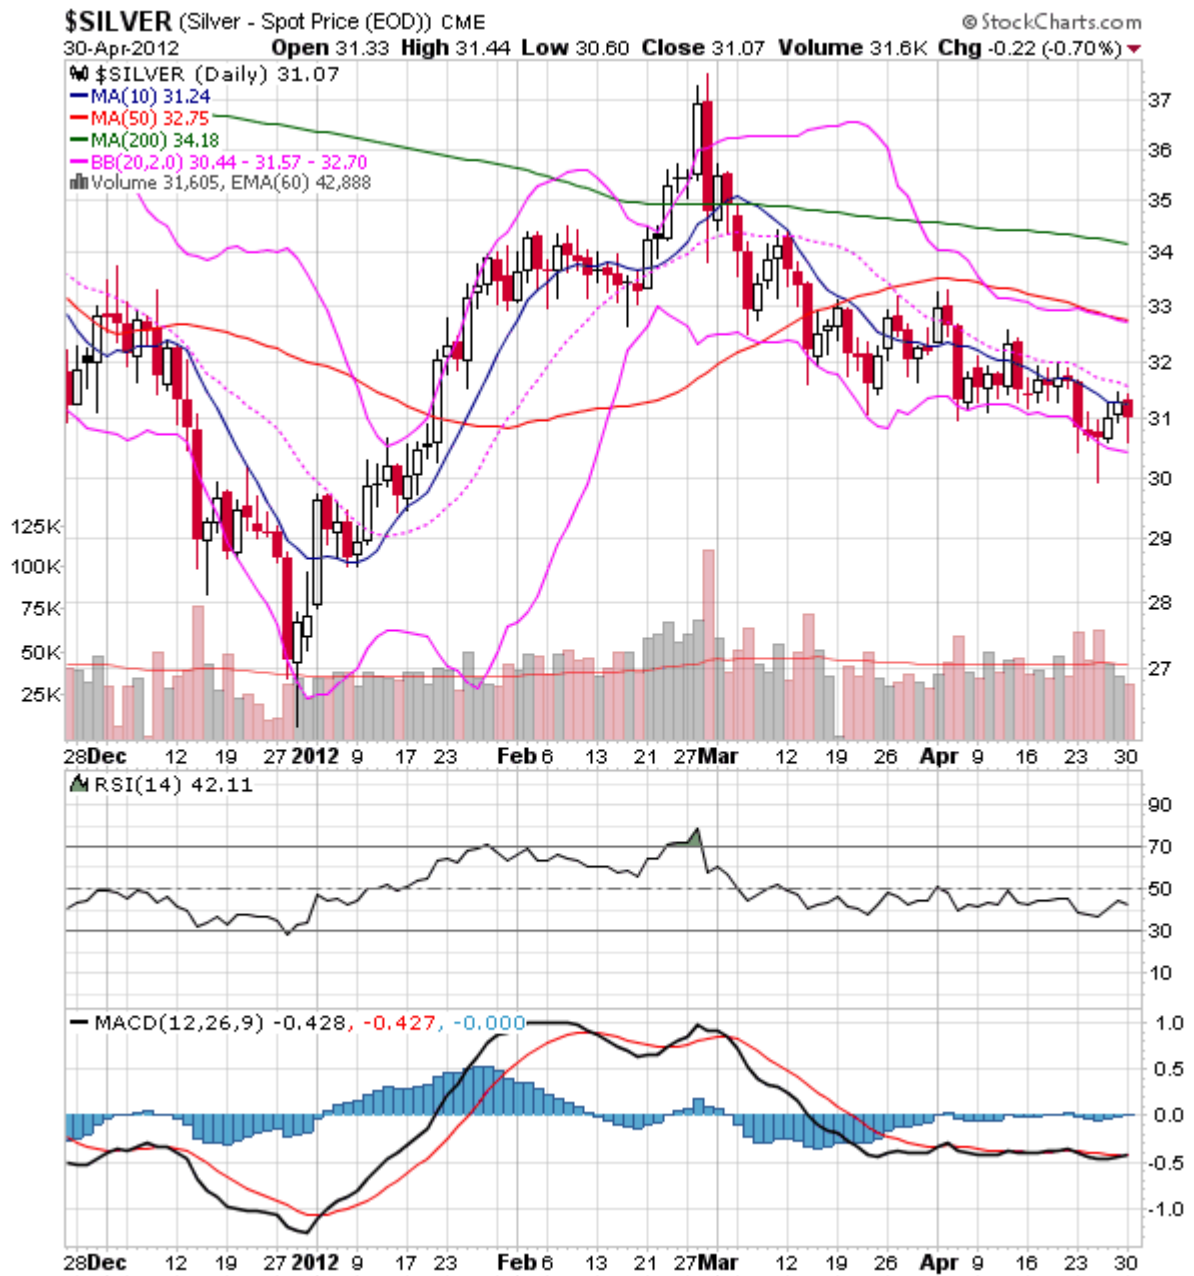 $SILVER (Silver - Spot Price (EOD)) CME © StockCharts.com
30-Apr-2012 Open 31.33 High 31.44 Low 30.60 Close 31.07 Volume 31.6K Chg -0.22 (-0.70%)
$SILVER (Daily) 31.07
MA(10) 31.24
MA(50) 32.75
MA(200) 34.18
BB(20,2.0) 30.44 - 31.57 - 32.70
Volume 31,605, EMA(60) 42,888
37
36
35
34
33
32
31
30
29
28
27
125K
100K
75K
50K
25K
28 Dec 12 19 27 2012 9 17 23 Feb 6 13 21 27 Mar 12 19 26 Apr 9 16 23 30
RSI(14) 42.11
90
70
50
30
10
MACD(12,26,9) -0.428, -0.427, -0.000
1.0
0.5
0.0
-0.5
-1.0
28 Dec 12 19 27 2012 9 17 23 Feb 6 13 21 27 Mar 12 19 26 Apr 9 16 23 30